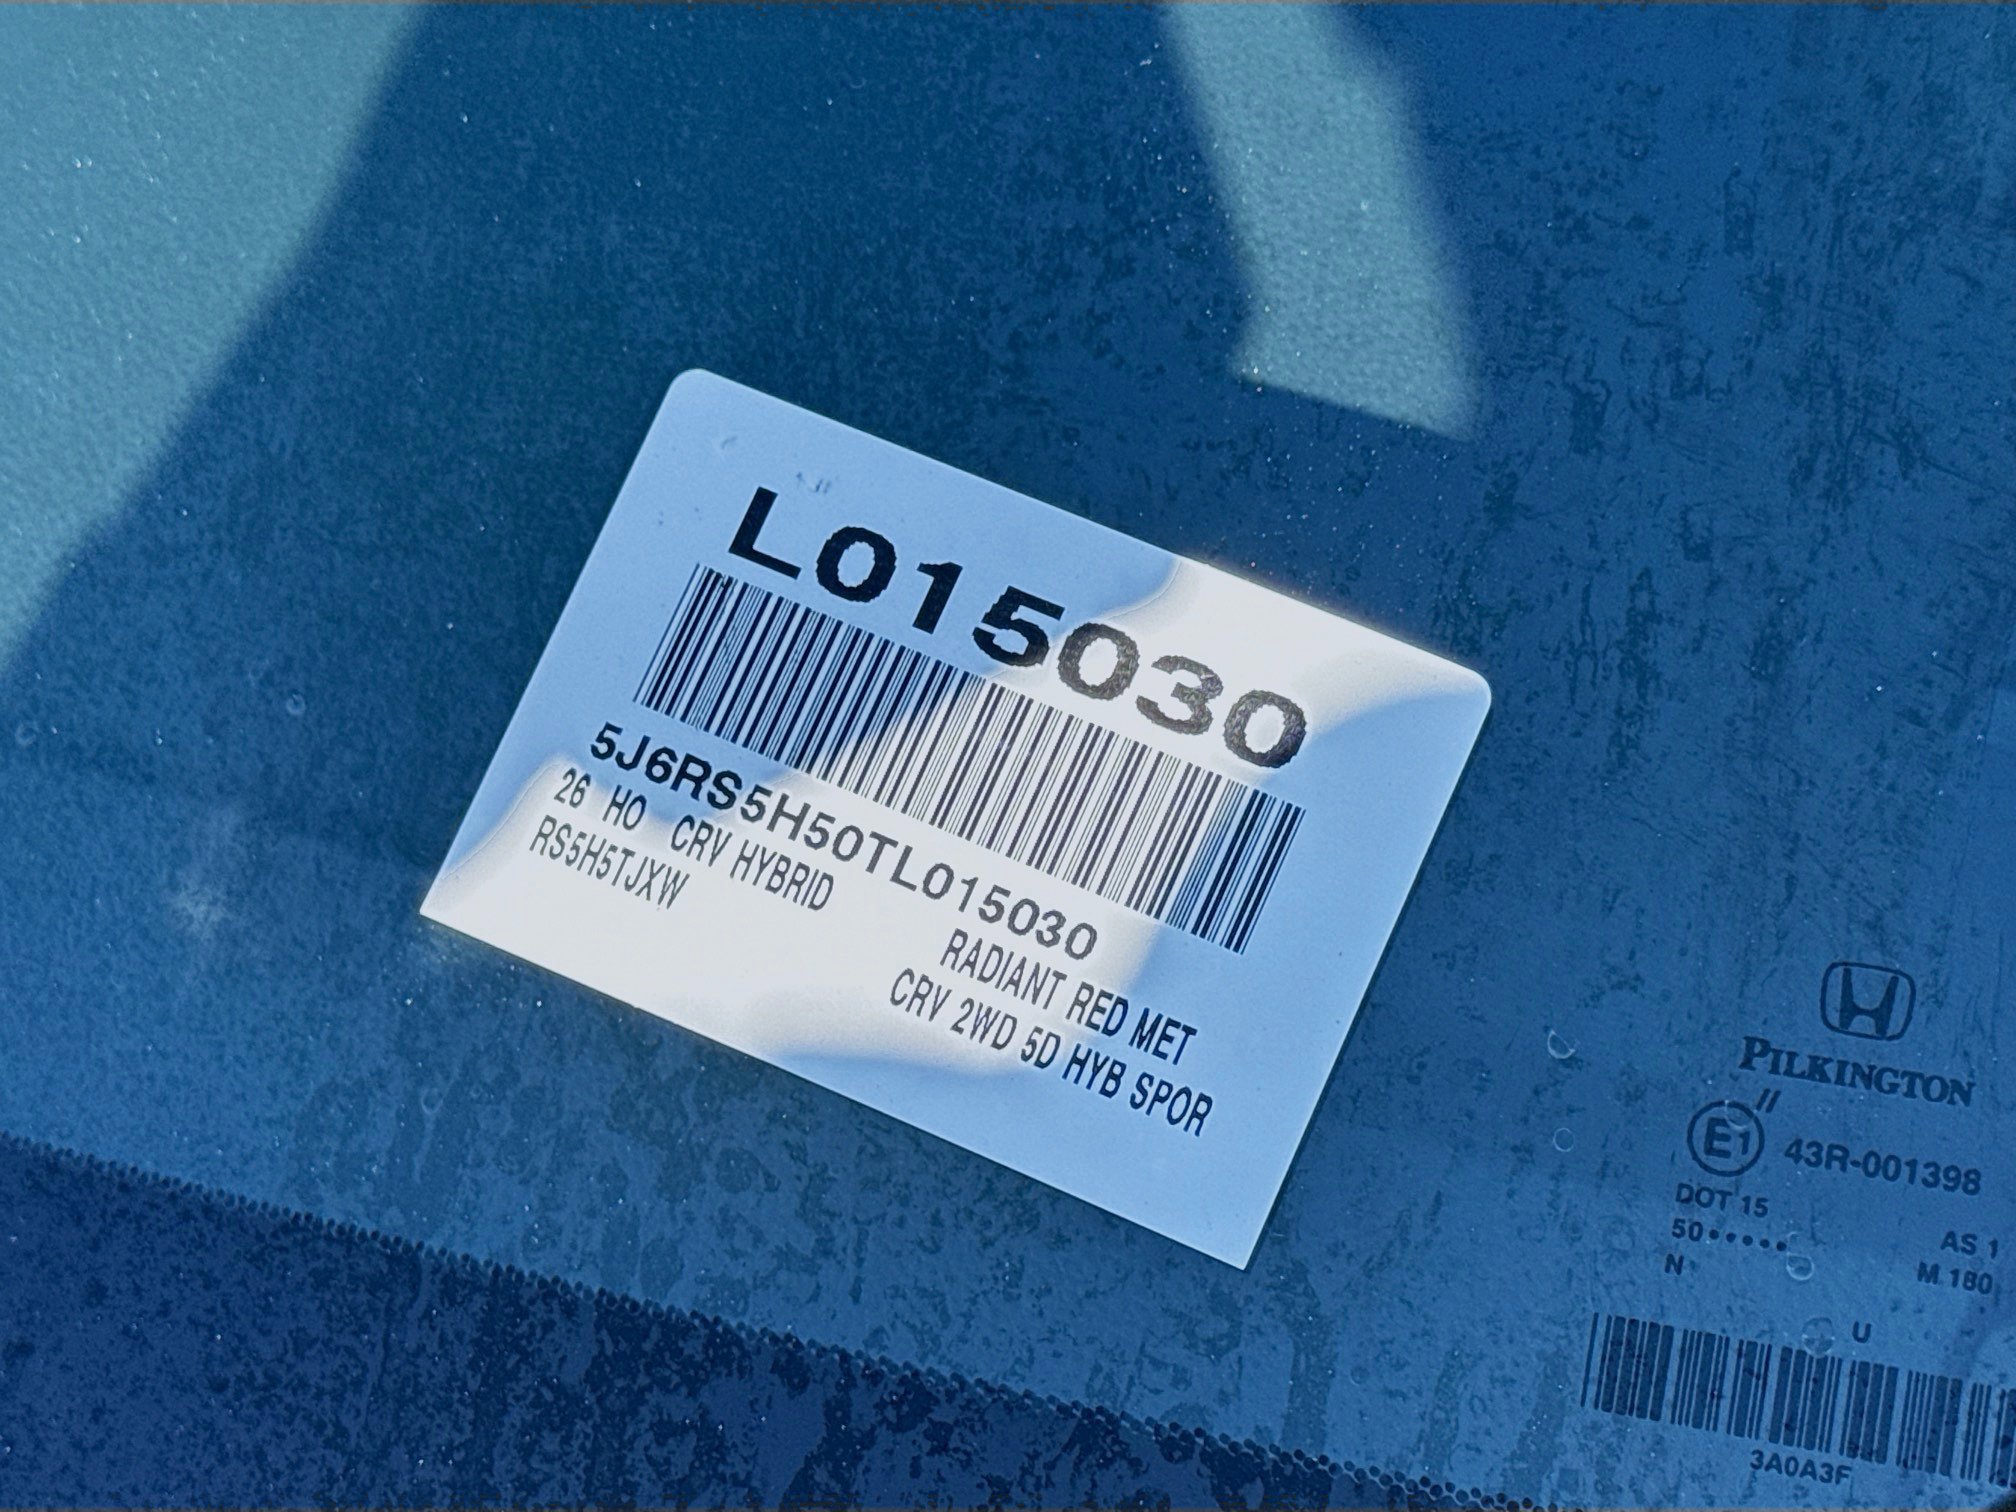 L015030
5J6RS5H50TL015030
26 HO CRV HYBRID
RADIANT RED MET
RS5H5TJXW
CRV 2WD 5D HYB SPOR
PILKINGTON
//
E1 43R-001398
DOT 15
50••••• AS 1
N M 180
U
3A0A3F